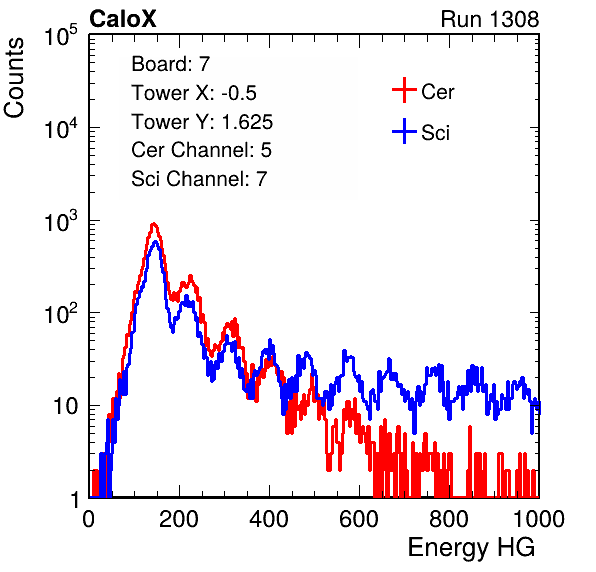 CaloX Run 1308
Counts
10^5
10^4
10^3
10^2
10
1
Board: 7
Tower X: -0.5
Tower Y: 1.625
Cer Channel: 5
Sci Channel: 7
Cer
Sci
0 200 400 600 800 1000
Energy HG